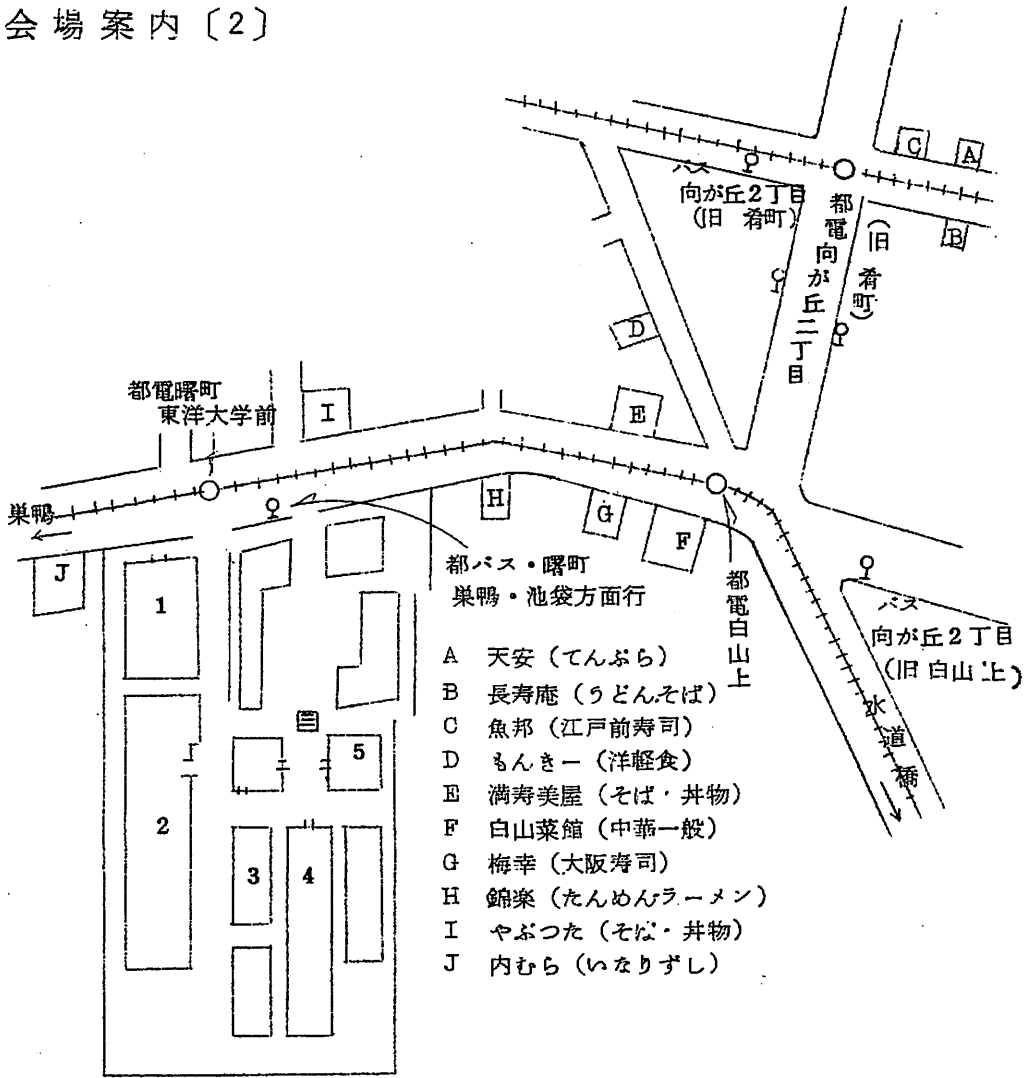 会場案内〔2〕
C
A
B
バス
向が丘2丁目
(旧 肴町)
都電向が丘二丁目
(旧 肴町)
D
都電曙町
東洋大学前
I
E
巣鴨
H
G
F
J
都バス・曙町
巣鴨・池袋方面行
都電白山上
バス
向が丘2丁目
(旧白山上)
水道橋
1
2
3
4
5
A 天安(てんぷら)
B 長寿庵(うどんそば)
C 魚邦(江戸前寿司)
D もんきー(洋軽食)
E 満寿美屋(そば・丼物)
F 白山菜館(中華一般)
G 梅幸(大阪寿司)
H 錦楽(たんめんラーメン)
I やぶつた(そば・丼物)
J 内むら(いなりずし)